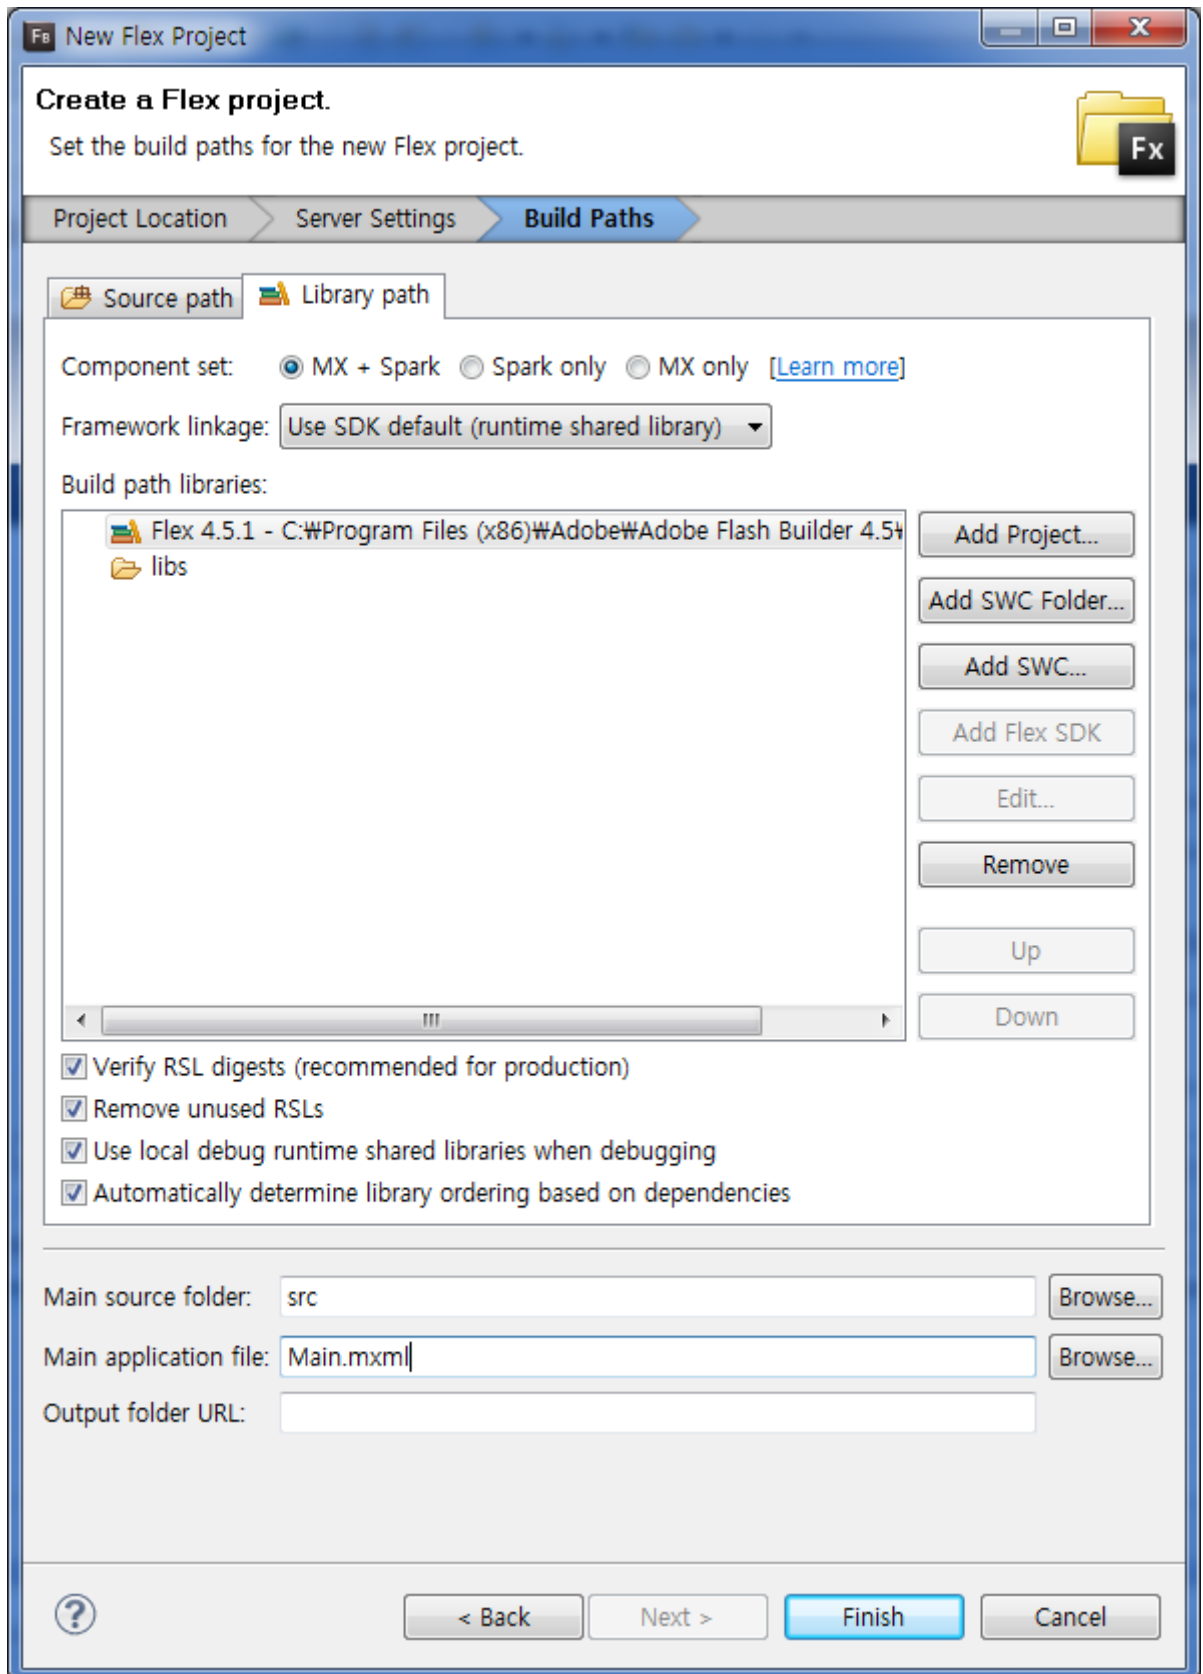 FB New Flex Project
Create a Flex project.
Set the build paths for the new Flex project.
Fx
Project Location Server Settings Build Paths
Source path Library path
Component set: MX + Spark Spark only MX only [Learn more]
Framework linkage: Use SDK default (runtime shared library)
Build path libraries:
Flex 4.5.1 - C:₩Program Files (x86)₩Adobe₩Adobe Flash Builder 4.5₩
libs
Add Project...
Add SWC Folder...
Add SWC...
Add Flex SDK
Edit...
Remove
Up
Down
Verify RSL digests (recommended for production)
Remove unused RSLs
Use local debug runtime shared libraries when debugging
Automatically determine library ordering based on dependencies
Main source folder: src Browse...
Main application file: Main.mxml Browse...
Output folder URL:
? < Back Next > Finish Cancel